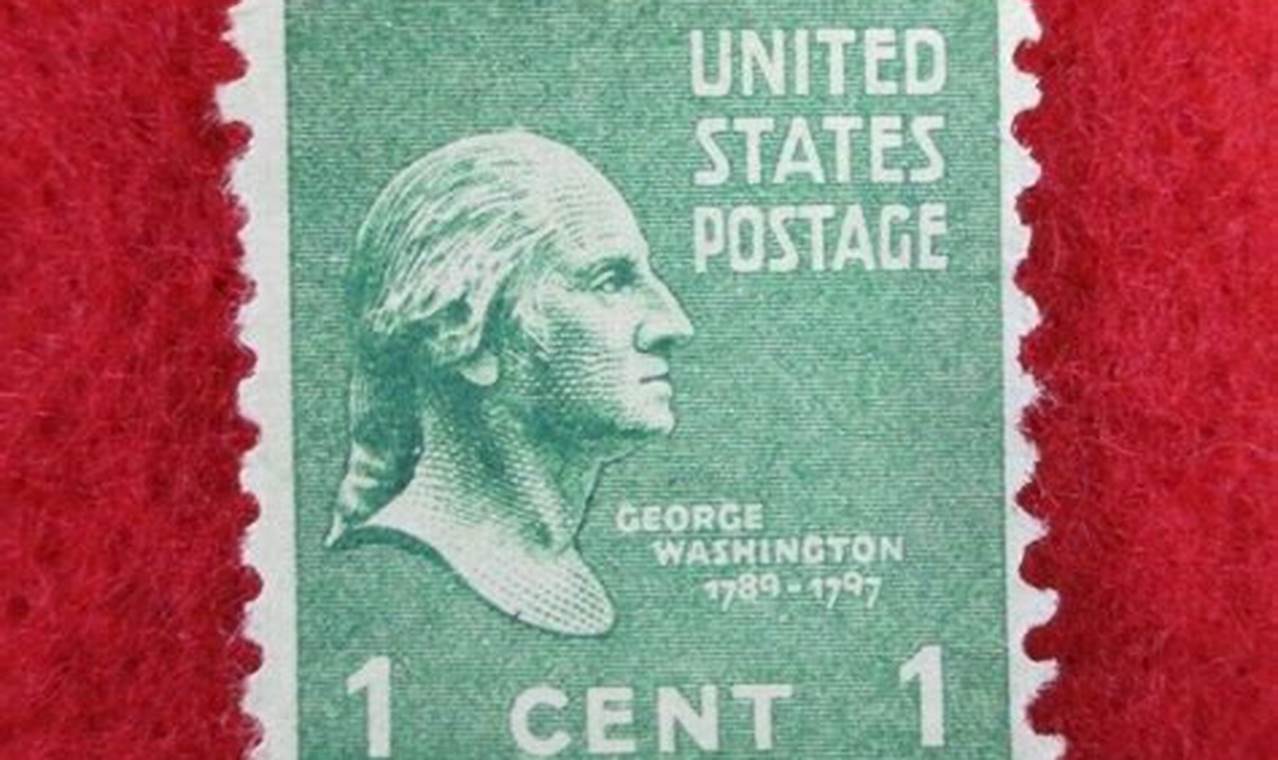 UNITED
STATES
POSTAGE
GEORGE
WASHINGTON
1789-1797
1 CENT 1